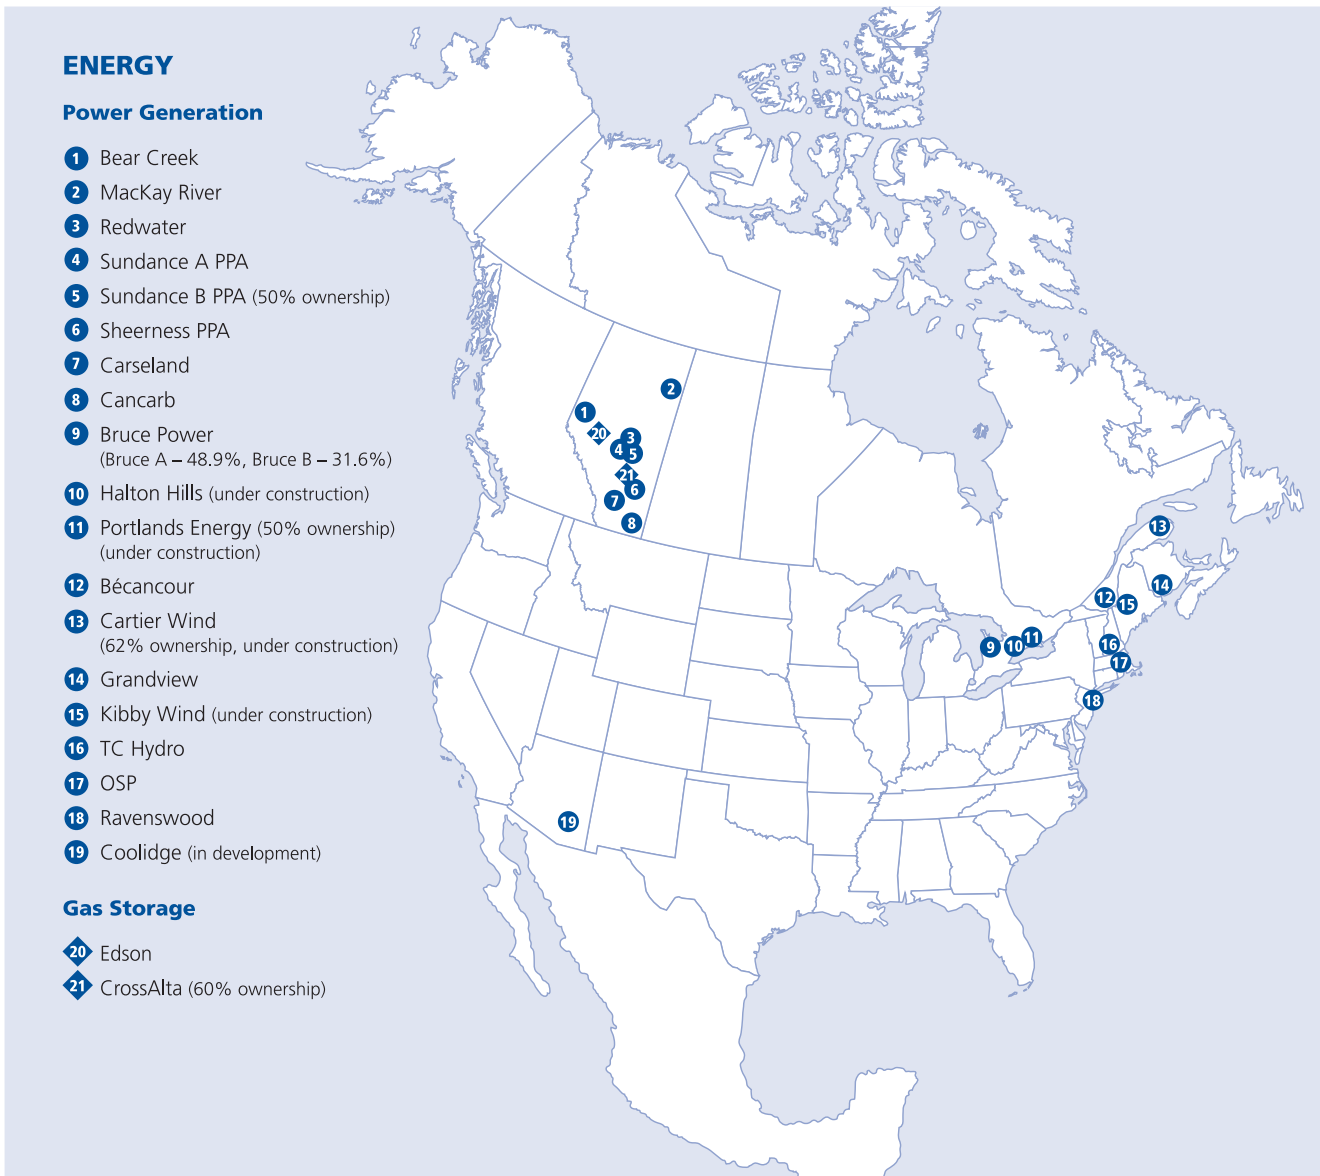 ENERGY
Power Generation
1 Bear Creek
2 MacKay River
3 Redwater
4 Sundance A PPA
5 Sundance B PPA (50% ownership)
6 Sheerness PPA
7 Carseland
8 Cancarb
9 Bruce Power
(Bruce A – 48.9%, Bruce B – 31.6%)
10 Halton Hills (under construction)
11 Portlands Energy (50% ownership)
(under construction)
12 Bécancour
13 Cartier Wind
(62% ownership, under construction)
14 Grandview
15 Kibby Wind (under construction)
16 TC Hydro
17 OSP
18 Ravenswood
19 Coolidge (in development)
Gas Storage
20 Edson
21 CrossAlta (60% ownership)
2
1
20
3
4
5
21
6
7
8
13
14
12
15
11
10
9
16
17
18
19